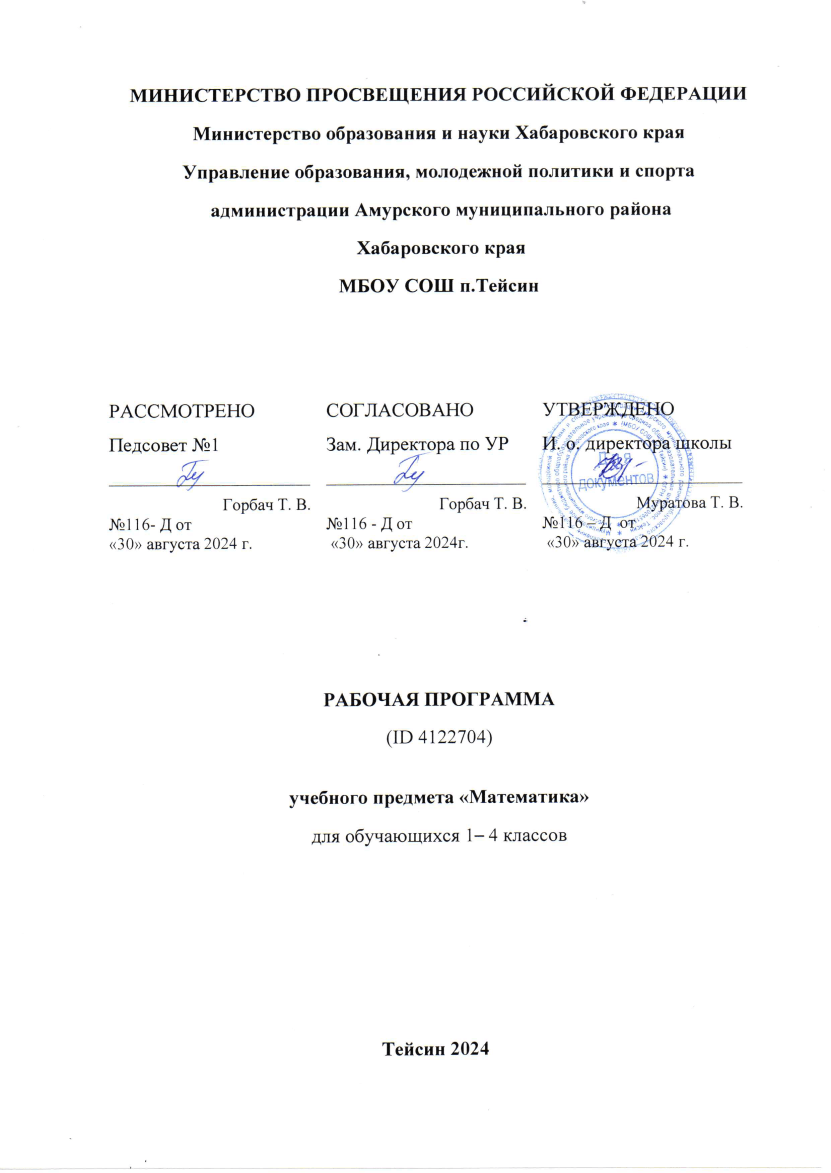 МИНИСТЕРСТВО ПРОСВЕЩЕНИЯ РОССИЙСКОЙ ФЕДЕРАЦИИ
Министерство образования и науки Хабаровского края
Управление образования, молодежной политики и спорта
администрации Амурского муниципального района
Хабаровского края
МБОУ СОШ п.Тейсин
РАССМОТРЕНО
Педсовет №1
Горбач Т. В.
№116- Д от
«30» августа 2024 г.
СОГЛАСОВАНО
Зам. Директора по УР
Горбач Т. В.
№116 - Д от
«30» августа 2024г.
УТВЕРЖДЕНО
И. о. директора школы
Для
документов
Муратова Т. В.
№116 – Д от
«30» августа 2024 г.
РАБОЧАЯ ПРОГРАММА
(ID 4122704)
учебного предмета «Математика»
для обучающихся 1– 4 классов
Тейсин 2024